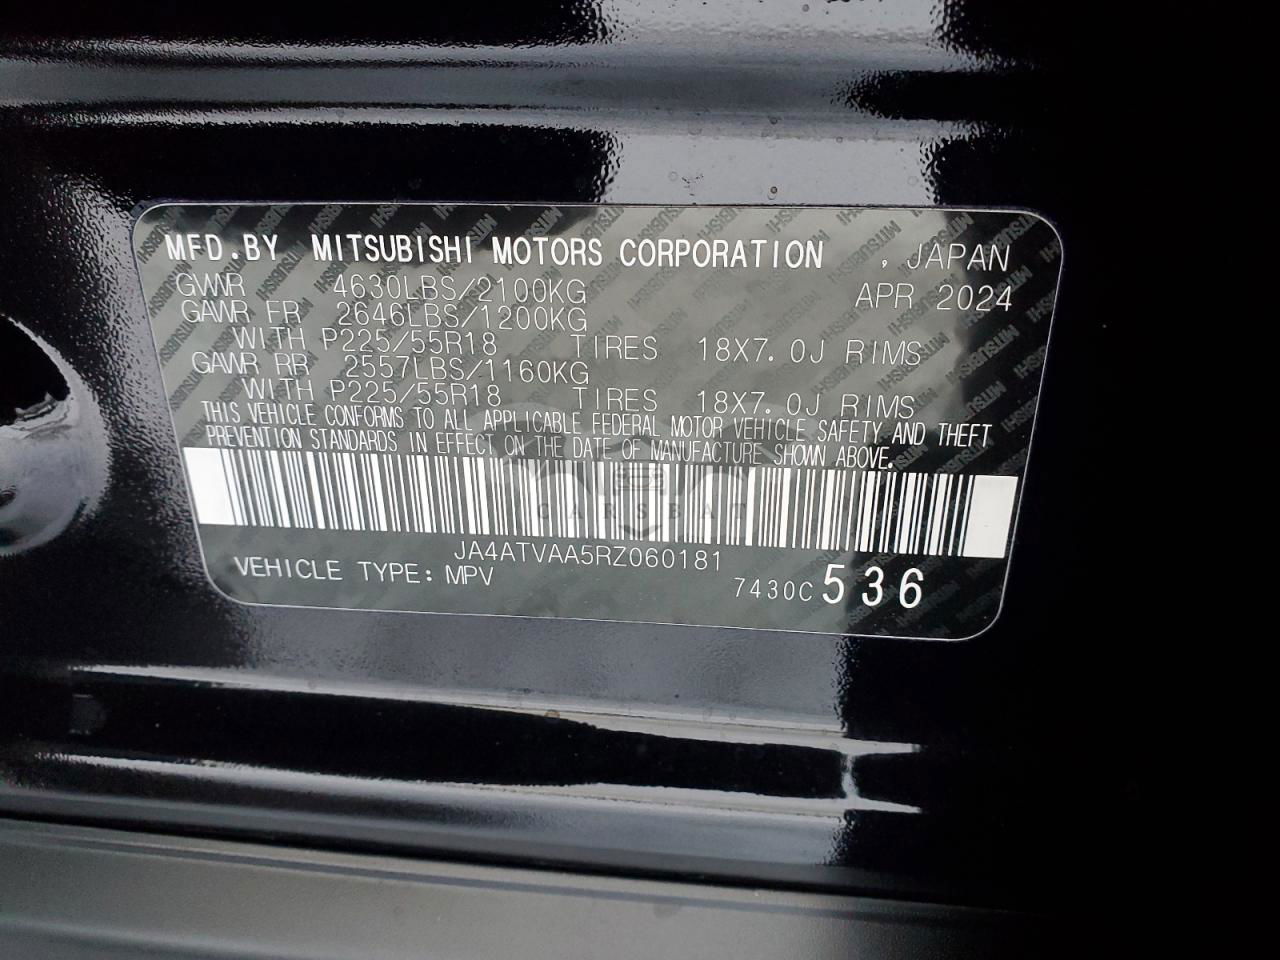 MFD.BY MITSUBISHI MOTORS CORPORATION , JAPAN
GVWR 4630LBS/2100KG APR 2024
GAWR FR 2646LBS/1200KG
WITH P225/55R18 TIRES 18X7.0J RIMS
GAWR RR 2557LBS/1160KG
WITH P225/55R18 TIRES 18X7.0J RIMS
THIS VEHICLE CONFORMS TO ALL APPLICABLE FEDERAL MOTOR VEHICLE SAFETY AND THEFT
PREVENTION STANDARDS IN EFFECT ON THE DATE OF MANUFACTURE SHOWN ABOVE.
CARSBAT
JA4ATVAA5RZ060181
VEHICLE TYPE: MPV 7430C 536